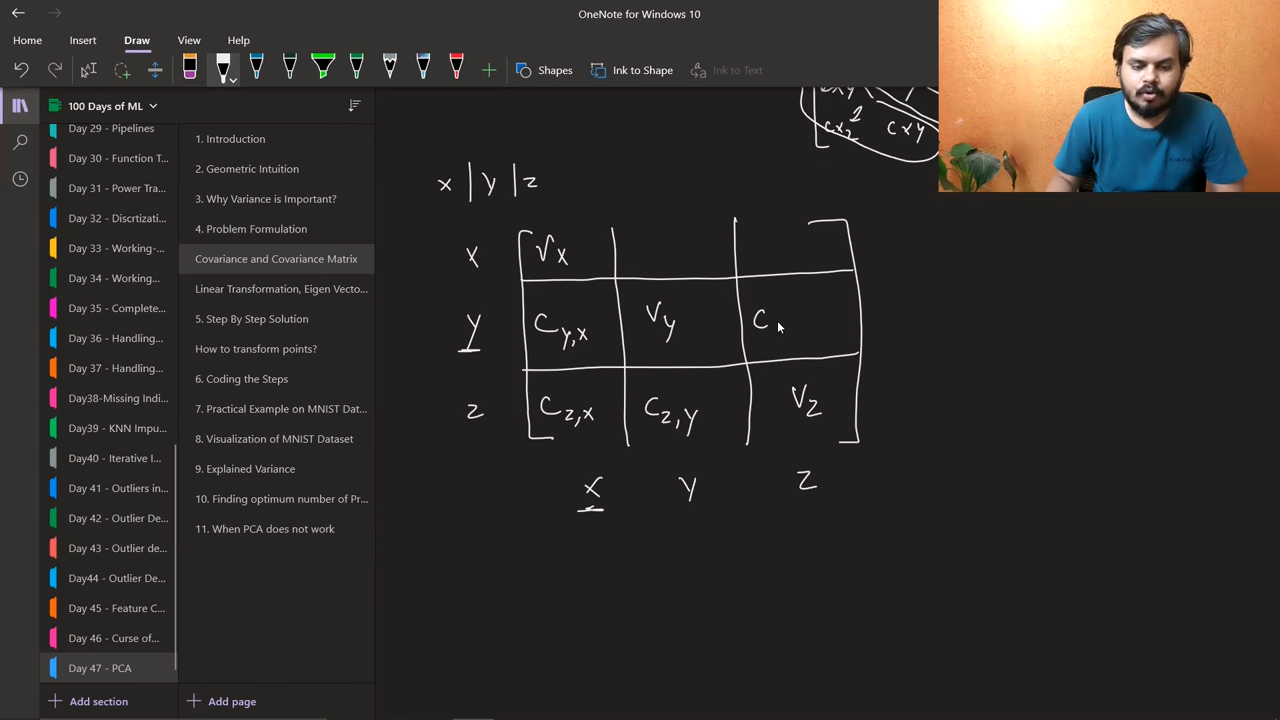 OneNote for Windows 10
Home Insert Draw View Help
Shapes Ink to Shape Ink to Text
100 Days of ML
Day 29 - Pipelines
Day 30 - Function T...
Day 31 - Power Tra...
Day 32 - Discrtizati...
Day 33 - Working-...
Day 34 - Working...
Day 35 - Complete...
Day 36 - Handling...
Day 37 - Handling...
Day38-Missing Indi...
Day39 - KNN Impu...
Day40 - Iterative I...
Day 41 - Outliers in...
Day 42 - Outlier De...
Day 43 - Outlier de...
Day44 - Outlier De...
Day 45 - Feature C...
Day 46 - Curse of...
Day 47 - PCA
Add section
1. Introduction
2. Geometric Intuition
3. Why Variance is Important?
4. Problem Formulation
Covariance and Covariance Matrix
Linear Transformation, Eigen Vecto...
5. Step By Step Solution
How to transform points?
6. Coding the Steps
7. Practical Example on MNIST Dat...
8. Visualization of MNIST Dataset
9. Explained Variance
10. Finding optimum number of Pr...
11. When PCA does not work
Add page
x | y | z
x Vx
y Cy,x Vy C
z Cz,x Cz,y Vz
x y z